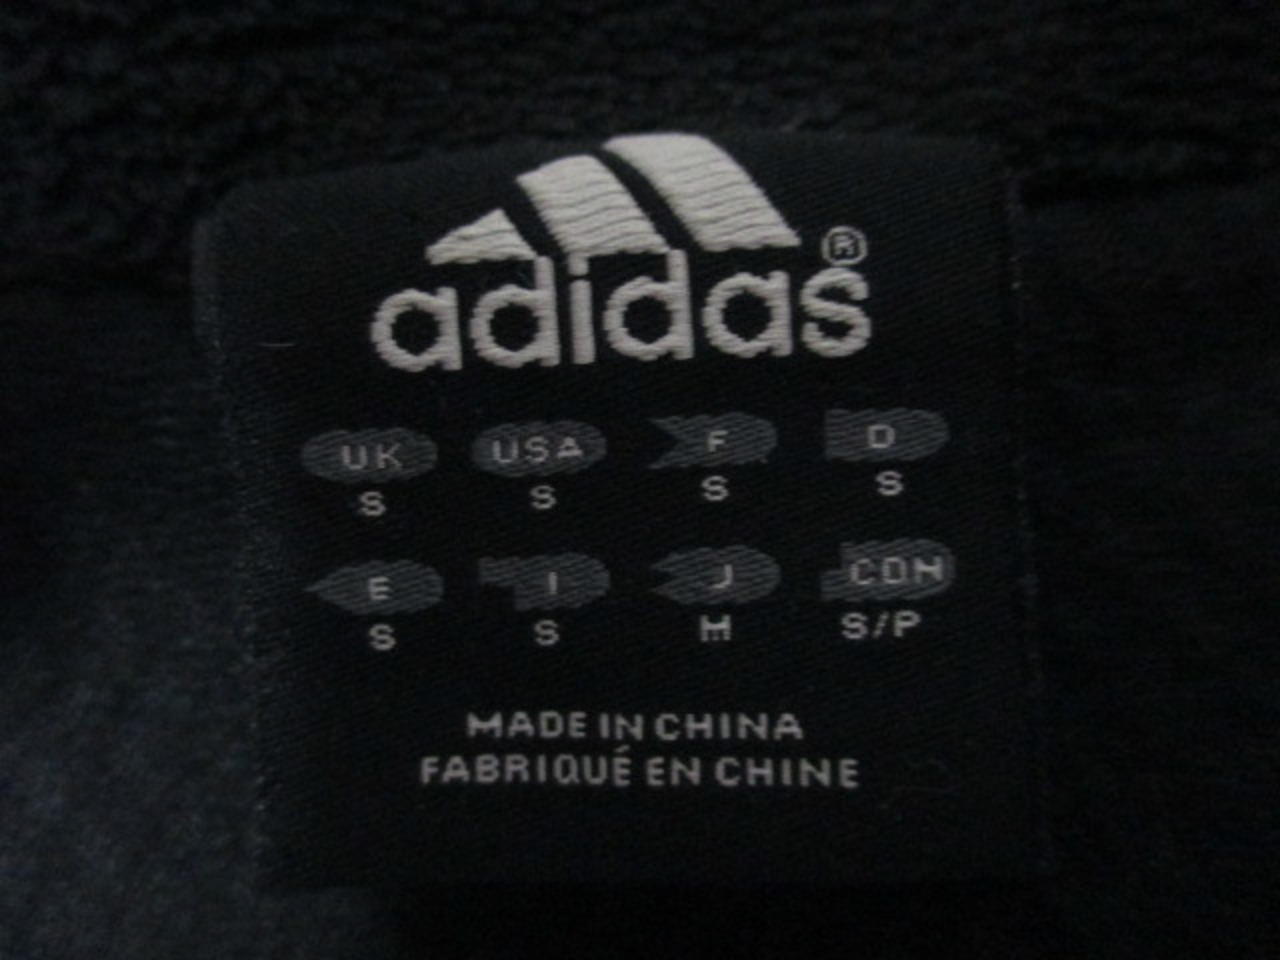 adidas®
UK USA F D
S S S S
E I J CDN
S S M S/P
MADE IN CHINA
FABRIQUÉ EN CHINE